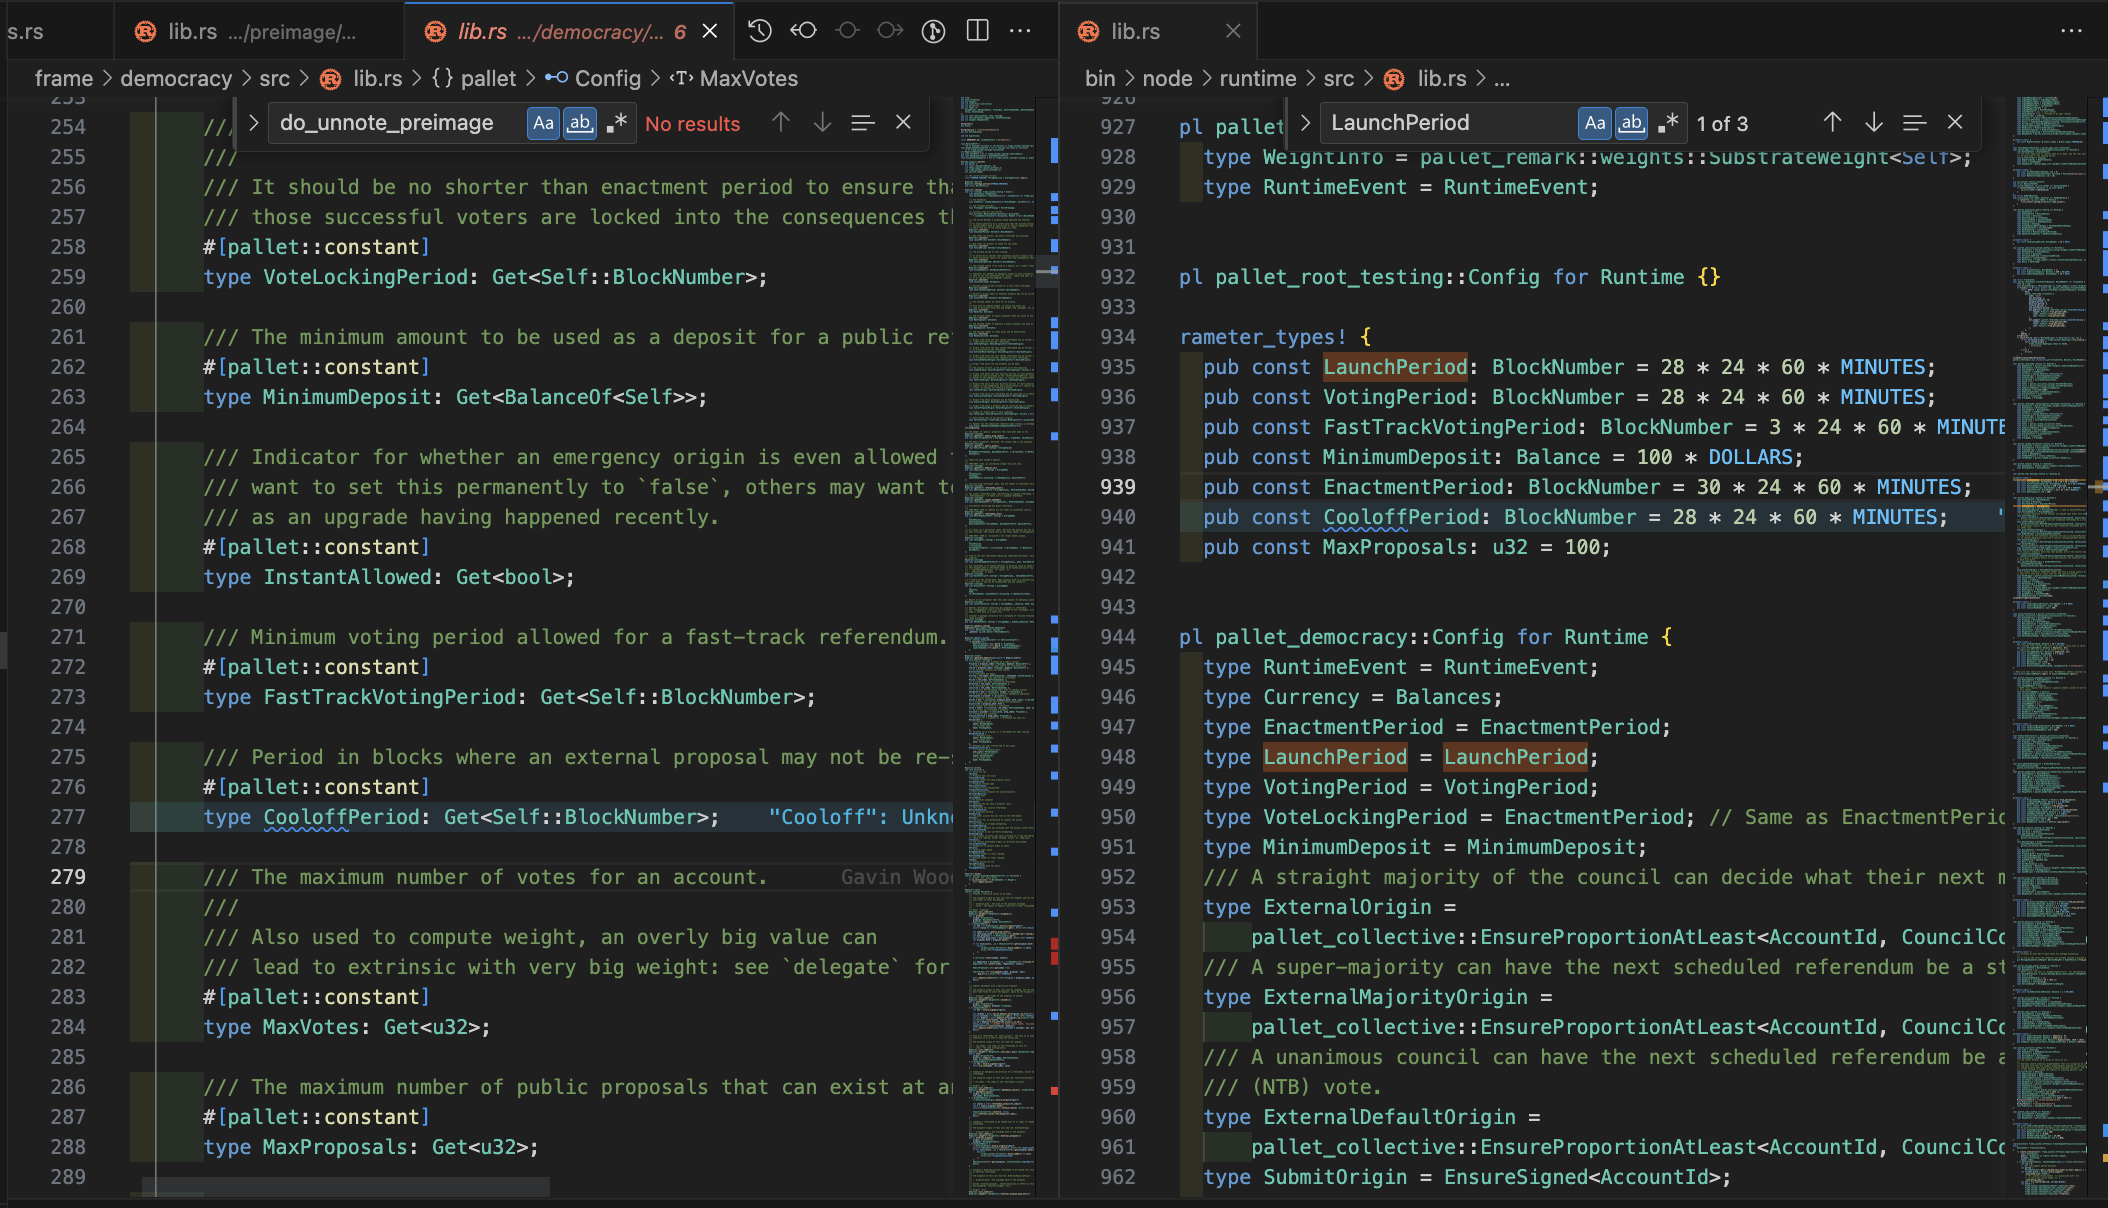 s.rs
lib.rs .../preimage/...
lib.rs .../democracy/... 6
frame > democracy > src > lib.rs > {} pallet > Config > MaxVotes
do_unnote_preimage Aa ab .* No results
253
254 ///
255 ///
256 /// It should be no shorter than enactment period to ensure tha
257 /// those successful voters are locked into the consequences th
258 #[pallet::constant]
259 type VoteLockingPeriod: Get<Self::BlockNumber>;
260
261 /// The minimum amount to be used as a deposit for a public re
262 #[pallet::constant]
263 type MinimumDeposit: Get<BalanceOf<Self>>;
264
265 /// Indicator for whether an emergency origin is even allowed
266 /// want to set this permanently to `false`, others may want to
267 /// as an upgrade having happened recently.
268 #[pallet::constant]
269 type InstantAllowed: Get<bool>;
270
271 /// Minimum voting period allowed for a fast-track referendum.
272 #[pallet::constant]
273 type FastTrackVotingPeriod: Get<Self::BlockNumber>;
274
275 /// Period in blocks where an external proposal may not be re-
276 #[pallet::constant]
277 type CooloffPeriod: Get<Self::BlockNumber>; "Cooloff": Unkn
278
279 /// The maximum number of votes for an account. Gavin Wood
280 ///
281 /// Also used to compute weight, an overly big value can
282 /// lead to extrinsic with very big weight: see `delegate` for
283 #[pallet::constant]
284 type MaxVotes: Get<u32>;
285
286 /// The maximum number of public proposals that can exist at an
287 #[pallet::constant]
288 type MaxProposals: Get<u32>;
289
lib.rs
bin > node > runtime > src > lib.rs > ...
LaunchPeriod Aa ab .* 1 of 3
926
927 pl pallet
928 type WeightInfo = pallet_remark::weights::SubstrateWeight<Self>;
929 type RuntimeEvent = RuntimeEvent;
930
931
932 pl pallet_root_testing::Config for Runtime {}
933
934 rameter_types! {
935 pub const LaunchPeriod: BlockNumber = 28 * 24 * 60 * MINUTES;
936 pub const VotingPeriod: BlockNumber = 28 * 24 * 60 * MINUTES;
937 pub const FastTrackVotingPeriod: BlockNumber = 3 * 24 * 60 * MINUTE
938 pub const MinimumDeposit: Balance = 100 * DOLLARS;
939 pub const EnactmentPeriod: BlockNumber = 30 * 24 * 60 * MINUTES;
940 pub const CooloffPeriod: BlockNumber = 28 * 24 * 60 * MINUTES; "
941 pub const MaxProposals: u32 = 100;
942
943
944 pl pallet_democracy::Config for Runtime {
945 type RuntimeEvent = RuntimeEvent;
946 type Currency = Balances;
947 type EnactmentPeriod = EnactmentPeriod;
948 type LaunchPeriod = LaunchPeriod;
949 type VotingPeriod = VotingPeriod;
950 type VoteLockingPeriod = EnactmentPeriod; // Same as EnactmentPerio
951 type MinimumDeposit = MinimumDeposit;
952 /// A straight majority of the council can decide what their next m
953 type ExternalOrigin =
954 pallet_collective::EnsureProportionAtLeast<AccountId, CouncilCo
955 /// A super-majority can have the next scheduled referendum be a st
956 type ExternalMajorityOrigin =
957 pallet_collective::EnsureProportionAtLeast<AccountId, CouncilCo
958 /// A unanimous council can have the next scheduled referendum be a
959 /// (NTB) vote.
960 type ExternalDefaultOrigin =
961 pallet_collective::EnsureProportionAtLeast<AccountId, CouncilCo
962 type SubmitOrigin = EnsureSigned<AccountId>;